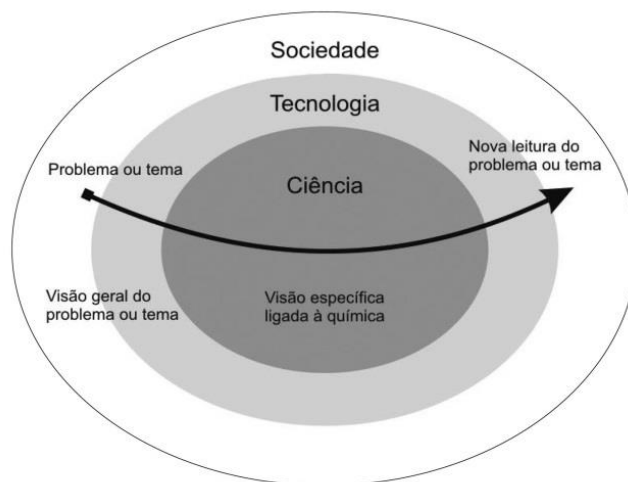 Sociedade
Tecnologia
Nova leitura do
problema ou tema
Problema ou tema
Ciência
Visão geral do
problema ou tema
Visão específica
ligada à química